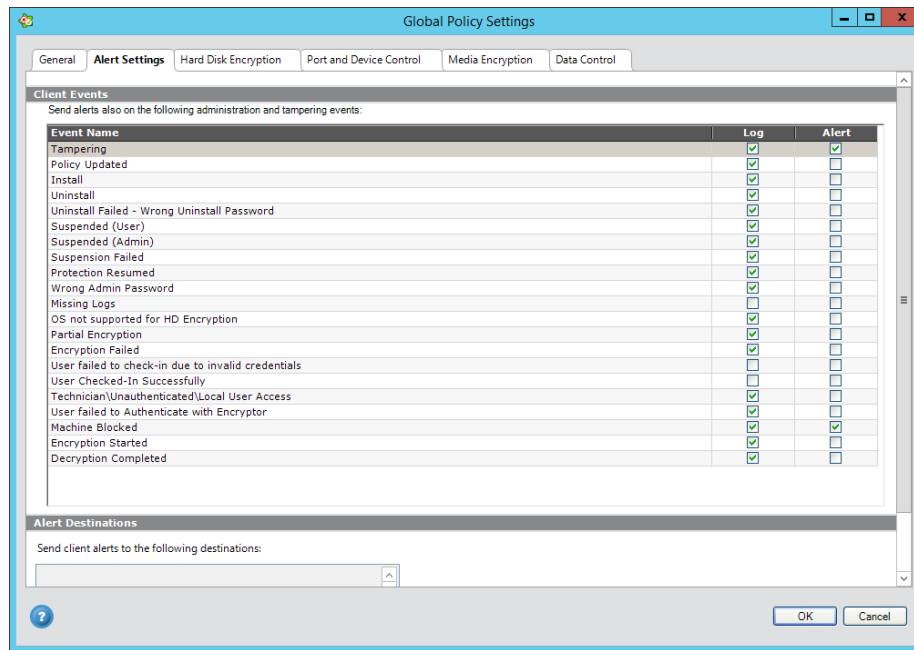 Global Policy Settings
General Alert Settings Hard Disk Encryption Port and Device Control Media Encryption Data Control
Client Events
Send alerts also on the following administration and tampering events:
Event Name Log Alert
Tampering
Policy Updated
Install
Uninstall
Uninstall Failed - Wrong Uninstall Password
Suspended (User)
Suspended (Admin)
Suspension Failed
Protection Resumed
Wrong Admin Password
Missing Logs
OS not supported for HD Encryption
Partial Encryption
Encryption Failed
User failed to check-in due to invalid credentials
User Checked-In Successfully
Technician\Unauthenticated\Local User Access
User failed to Authenticate with Encryptor
Machine Blocked
Encryption Started
Decryption Completed
Alert Destinations
Send client alerts to the following destinations:
? OK Cancel